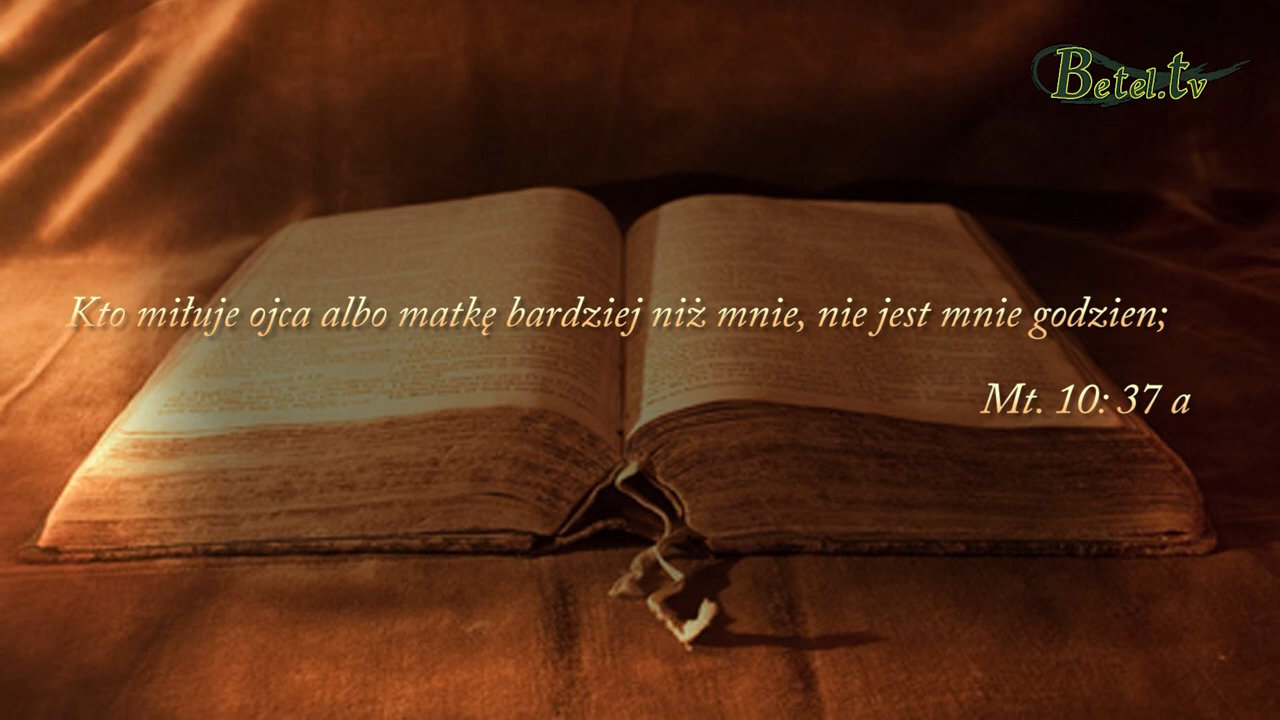 Betel.tv
Kto miłuje ojca albo matkę bardziej niż mnie, nie jest mnie godzien;
Mt. 10: 37 a